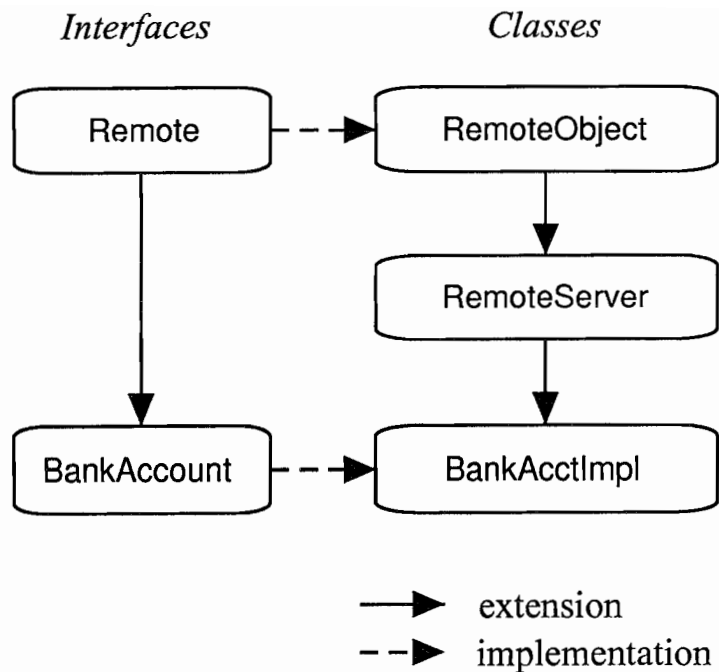 Interfaces Classes
Remote RemoteObject
RemoteServer
BankAccount BankAcctImpl
extension
implementation